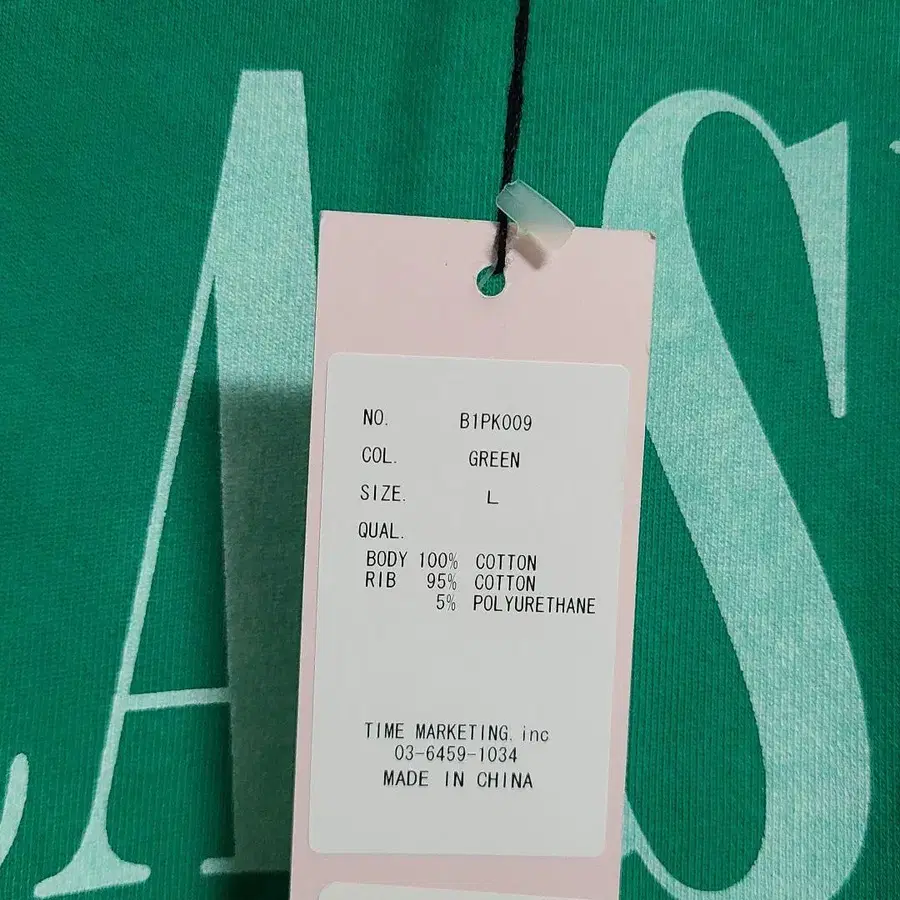 AS
NO. B1PK009
COL. GREEN
SIZE. L
QUAL.
BODY 100% COTTON
RIB 95% COTTON
5% POLYURETHANE
TIME MARKETING. inc
03-6459-1034
MADE IN CHINA